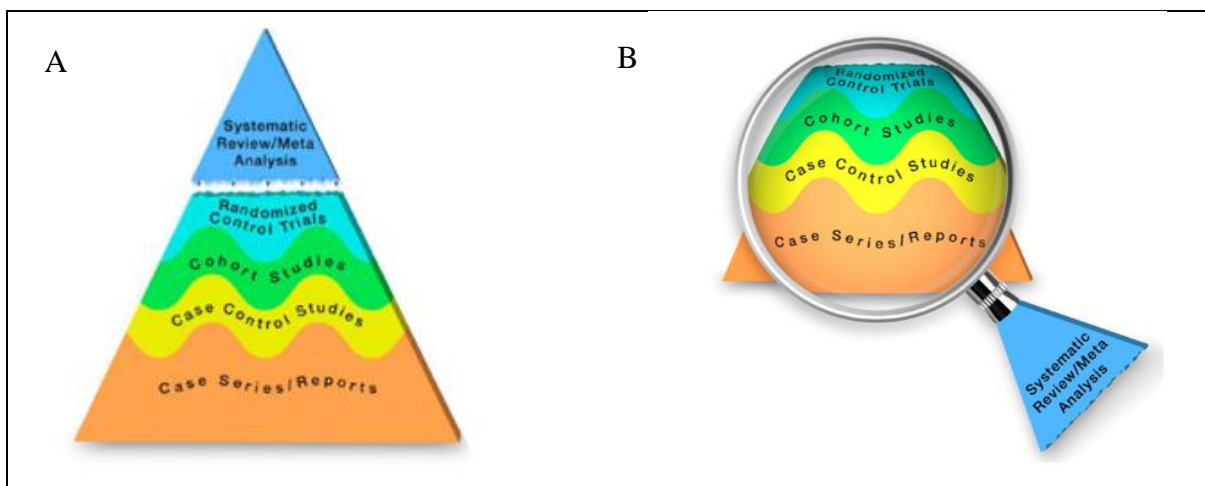 A
Systematic
Review/Meta
Analysis
Randomized
Control Trials
Cohort Studies
Case Control Studies
Case Series/Reports
B
Randomized
Control Trials
Cohort Studies
Case Control Studies
Case Series/Reports
Systematic
Review/Meta
Analysis